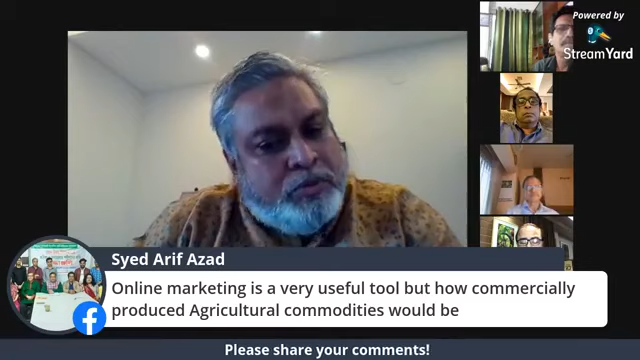 Powered by
StreamYard
Syed Arif Azad
Online marketing is a very useful tool but how commercially
produced Agricultural commodities would be
Please share your comments!